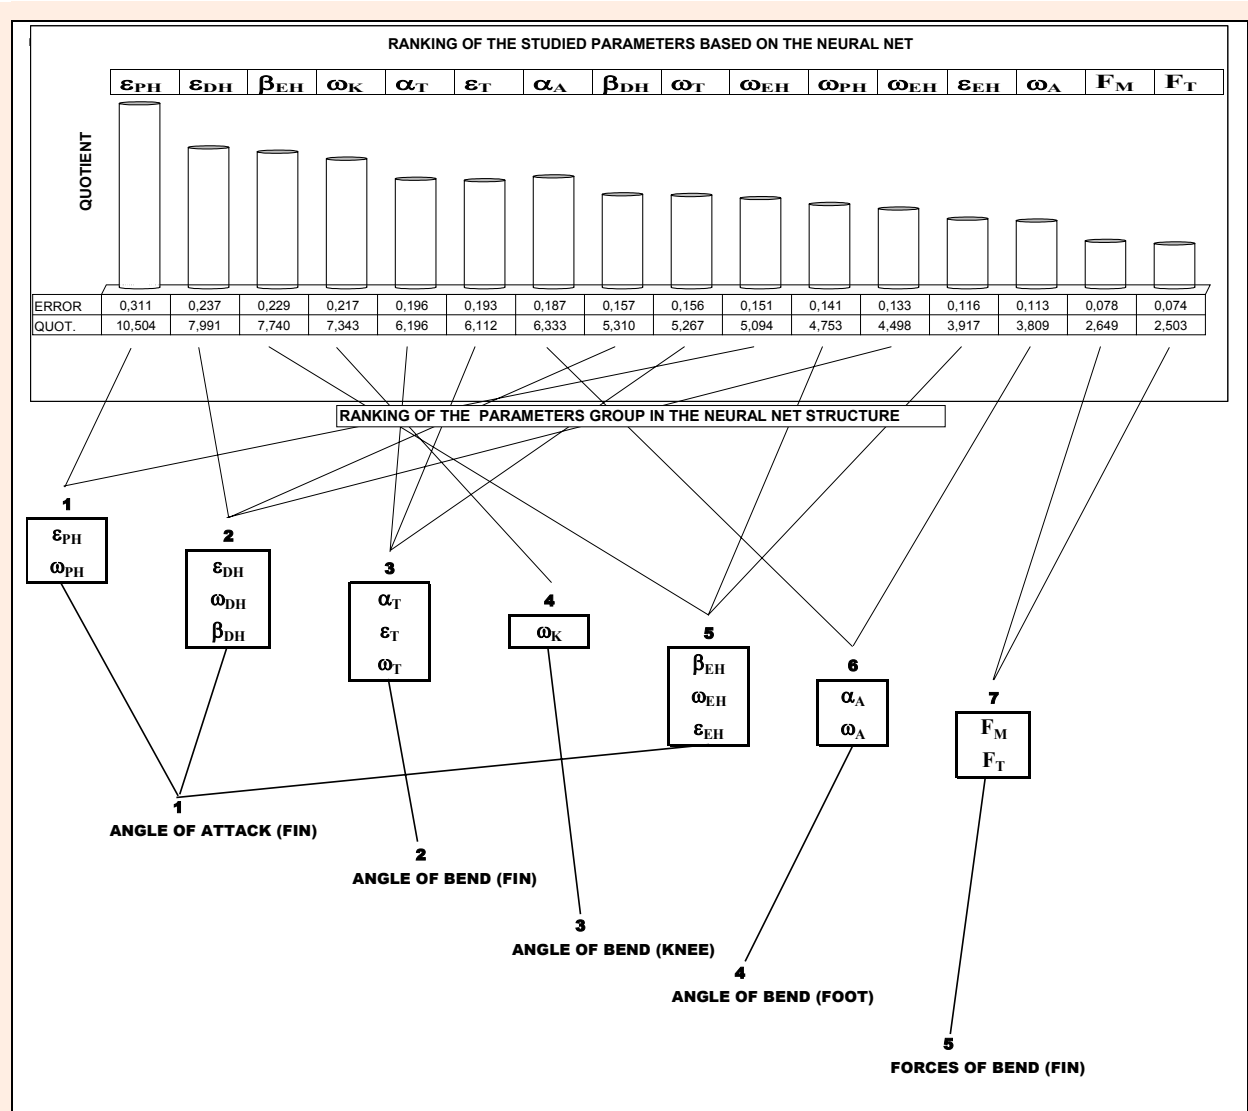 RANKING OF THE STUDIED PARAMETERS BASED ON THE NEURAL NET
εPH εDH βEH ωK αT εT αA βDH ωT ωEH ωPH ωEH εEH ωA FM FT
QUOTIENT
ERROR 0,311 0,237 0,229 0,217 0,196 0,193 0,187 0,157 0,156 0,151 0,141 0,133 0,116 0,113 0,078 0,074
QUOT. 10,504 7,991 7,740 7,343 6,196 6,112 6,333 5,310 5,267 5,094 4,753 4,498 3,917 3,809 2,649 2,503
RANKING OF THE PARAMETERS GROUP IN THE NEURAL NET STRUCTURE
1
εPH
ωPH
2
εDH
ωDH
βDH
3
αT
εT
ωT
4
ωK
5
βEH
ωEH
εEH
6
αA
ωA
7
FM
FT
1
ANGLE OF ATTACK (FIN)
2
ANGLE OF BEND (FIN)
3
ANGLE OF BEND (KNEE)
4
ANGLE OF BEND (FOOT)
5
FORCES OF BEND (FIN)